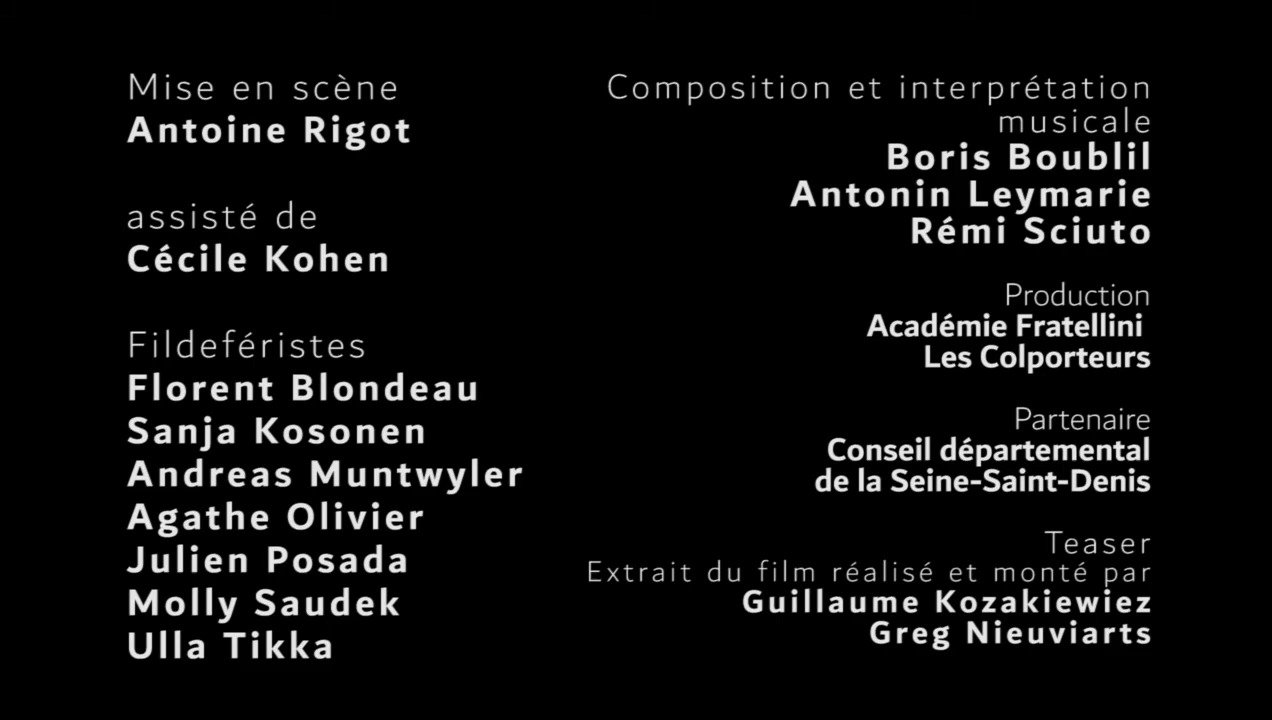 Mise en scène
Antoine Rigot
assisté de
Cécile Kohen
Fildeféristes
Florent Blondeau
Sanja Kosonen
Andreas Muntwyler
Agathe Olivier
Julien Posada
Molly Saudek
Ulla Tikka
Composition et interprétation
musicale
Boris Boublil
Antonin Leymarie
Rémi Sciuto
Production
Académie Fratellini
Les Colporteurs
Partenaire
Conseil départemental
de la Seine-Saint-Denis
Teaser
Extrait du film réalisé et monté par
Guillaume Kozakiewiez
Greg Nieuviarts